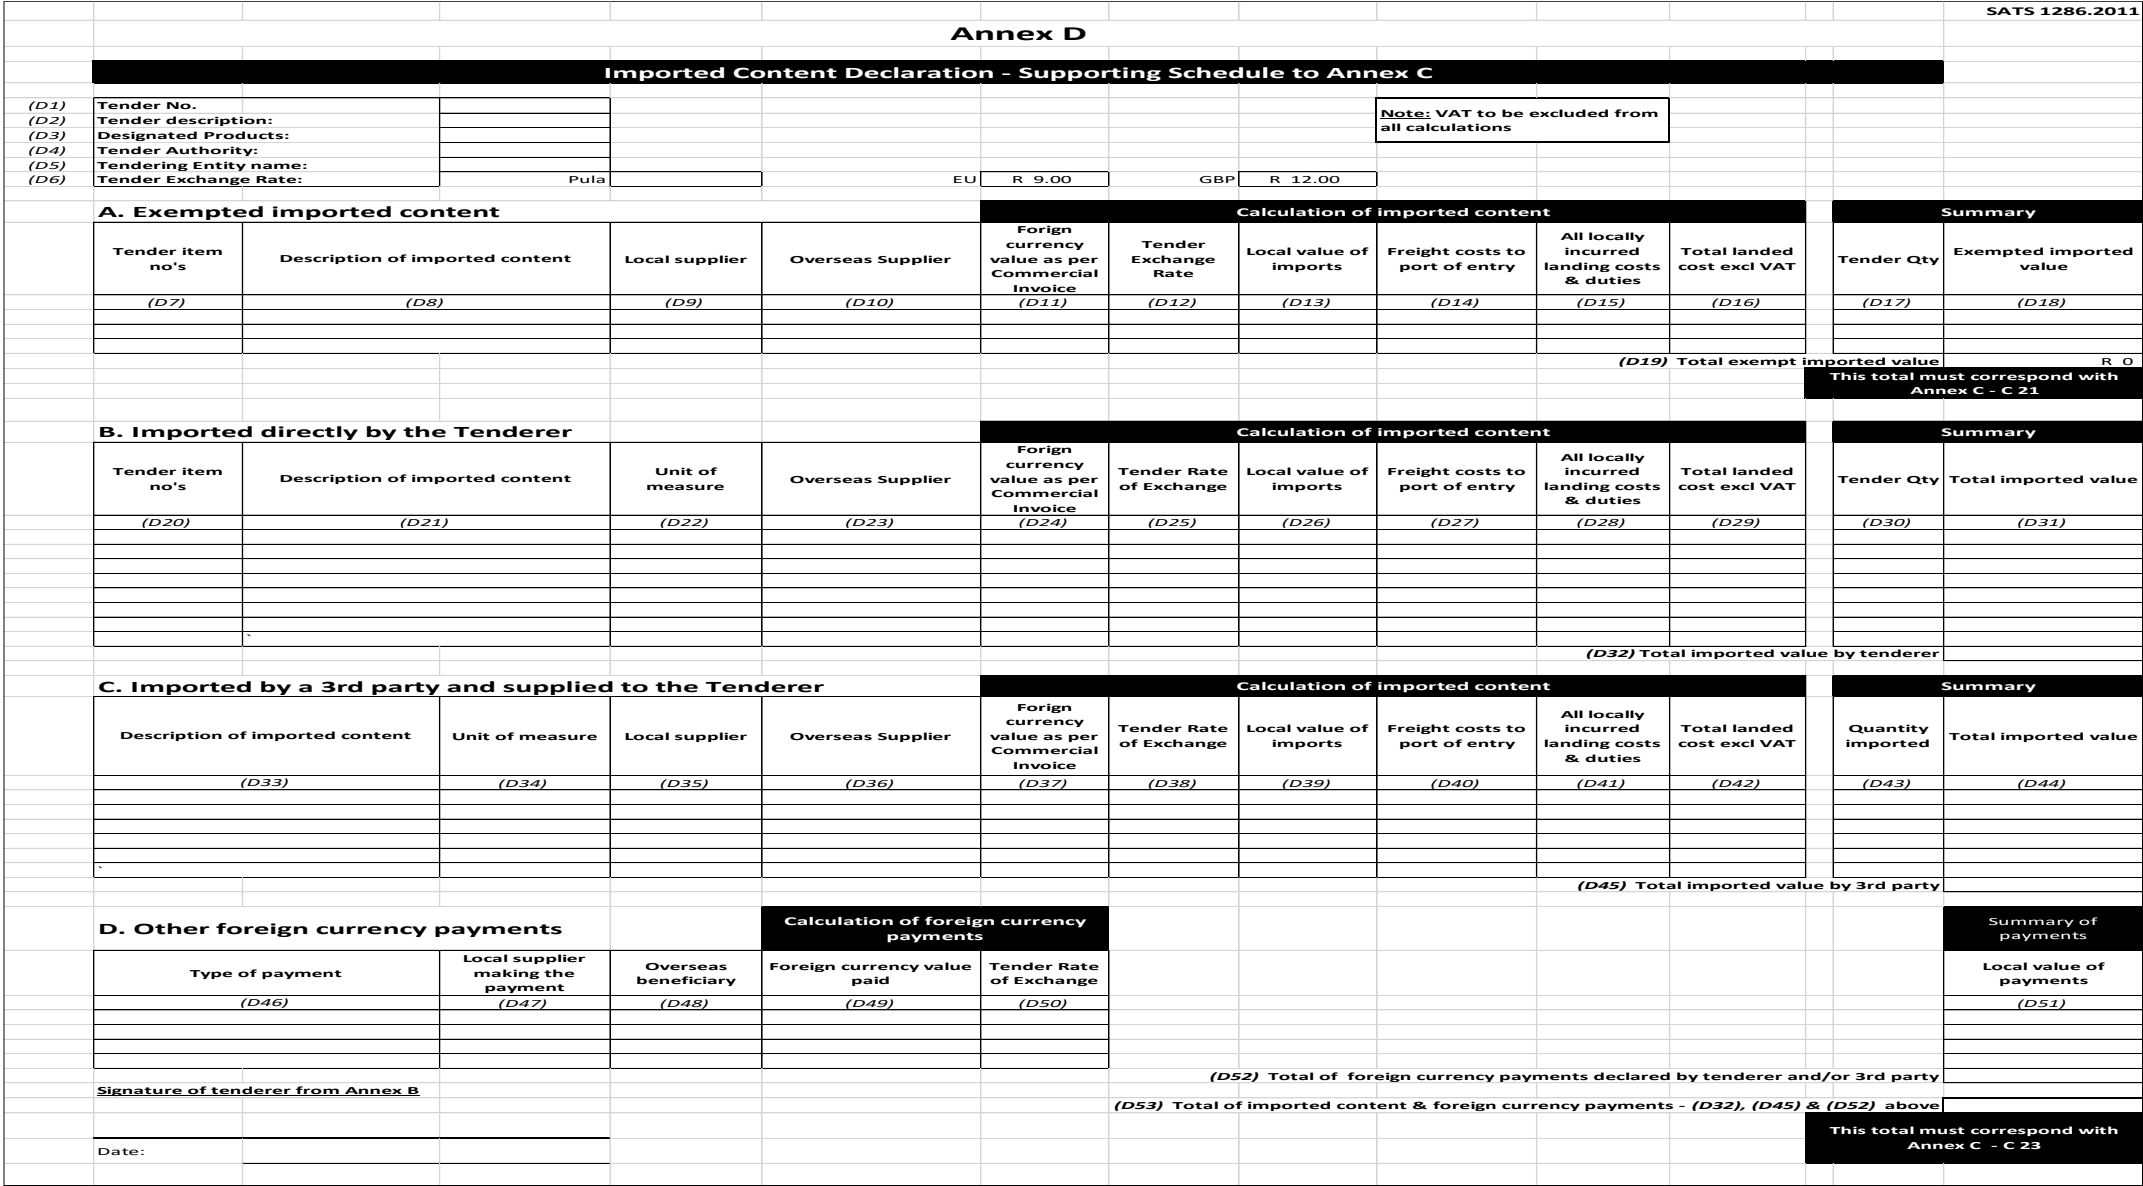 SATS 1286.2011
Annex D
Imported Content Declaration - Supporting Schedule to Annex C
(D1) Tender No.
(D2) Tender description:
(D3) Designated Products:
(D4) Tender Authority:
(D5) Tendering Entity name:
(D6) Tender Exchange Rate: Pula EU R 9.00 GBP R 12.00
Note: VAT to be excluded from
all calculations
A. Exempted imported content Calculation of imported content Summary
Tender item
no's
Description of imported content
Local supplier
Overseas Supplier
Forign
currency
value as per
Commercial
Invoice
Tender
Exchange
Rate
Local value of
imports
Freight costs to
port of entry
All locally
incurred
landing costs
& duties
Total landed
cost excl VAT
Tender Qty
Exempted imported
value
(D7) (D8) (D9) (D10) (D11) (D12) (D13) (D14) (D15) (D16) (D17) (D18)
(D19) Total exempt imported value R 0
This total must correspond with
Annex C - C 21
B. Imported directly by the Tenderer Calculation of imported content Summary
Tender item
no's
Description of imported content
Unit of
measure
Overseas Supplier
Forign
currency
value as per
Commercial
Invoice
Tender Rate
of Exchange
Local value of
imports
Freight costs to
port of entry
All locally
incurred
landing costs
& duties
Total landed
cost excl VAT
Tender Qty
Total imported value
(D20) (D21) (D22) (D23) (D24) (D25) (D26) (D27) (D28) (D29) (D30) (D31)
`
(D32) Total imported value by tenderer
C. Imported by a 3rd party and supplied to the Tenderer Calculation of imported content Summary
Description of imported content
Unit of measure
Local supplier
Overseas Supplier
Forign
currency
value as per
Commercial
Invoice
Tender Rate
of Exchange
Local value of
imports
Freight costs to
port of entry
All locally
incurred
landing costs
& duties
Total landed
cost excl VAT
Quantity
imported
Total imported value
(D33) (D34) (D35) (D36) (D37) (D38) (D39) (D40) (D41) (D42) (D43) (D44)
`
(D45) Total imported value by 3rd party
D. Other foreign currency payments
Calculation of foreign currency
payments
Summary of
payments
Type of payment
Local supplier
making the
payment
Overseas
beneficiary
Foreign currency value
paid
Tender Rate
of Exchange
Local value of
payments
(D46) (D47) (D48) (D49) (D50) (D51)
(D52) Total of foreign currency payments declared by tenderer and/or 3rd party
Signature of tenderer from Annex B
(D53) Total of imported content & foreign currency payments - (D32), (D45) & (D52) above
This total must correspond with
Annex C - C 23
Date: